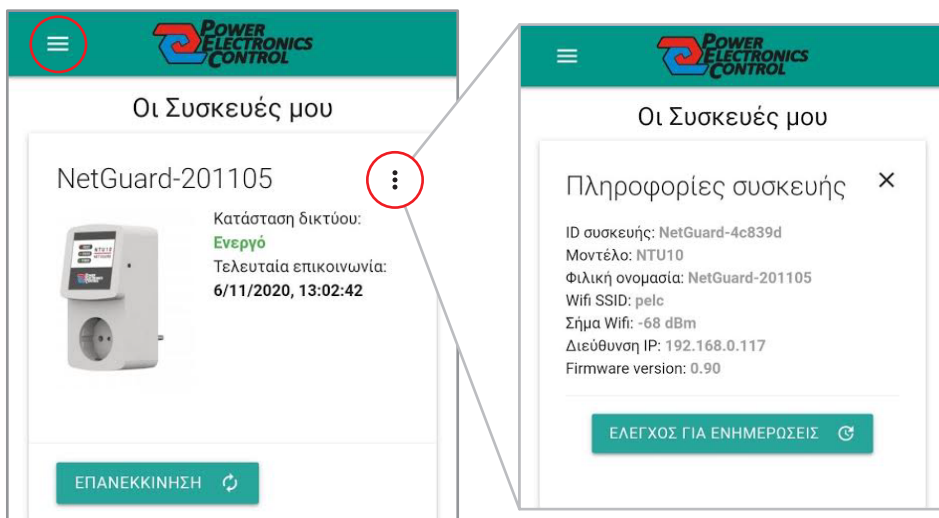 POWER
ELECTRONICS
CONTROL
Οι Συσκευές μου
NetGuard-201105
Κατάσταση δικτύου:
Ενεργό
Τελευταία επικοινωνία:
6/11/2020, 13:02:42
NTU10
ΕΠΑΝΕΚΚΙΝΗΣΗ
POWER
ELECTRONICS
CONTROL
Οι Συσκευές μου
Πληροφορίες συσκευής
ID συσκευής: NetGuard-4c839d
Μοντέλο: NTU10
Φιλική ονομασία: NetGuard-201105
Wifi SSID: pelc
Σήμα Wifi: -68 dBm
Διεύθυνση IP: 192.168.0.117
Firmware version: 0.90
ΕΛΕΓΧΟΣ ΓΙΑ ΕΝΗΜΕΡΩΣΕΙΣ